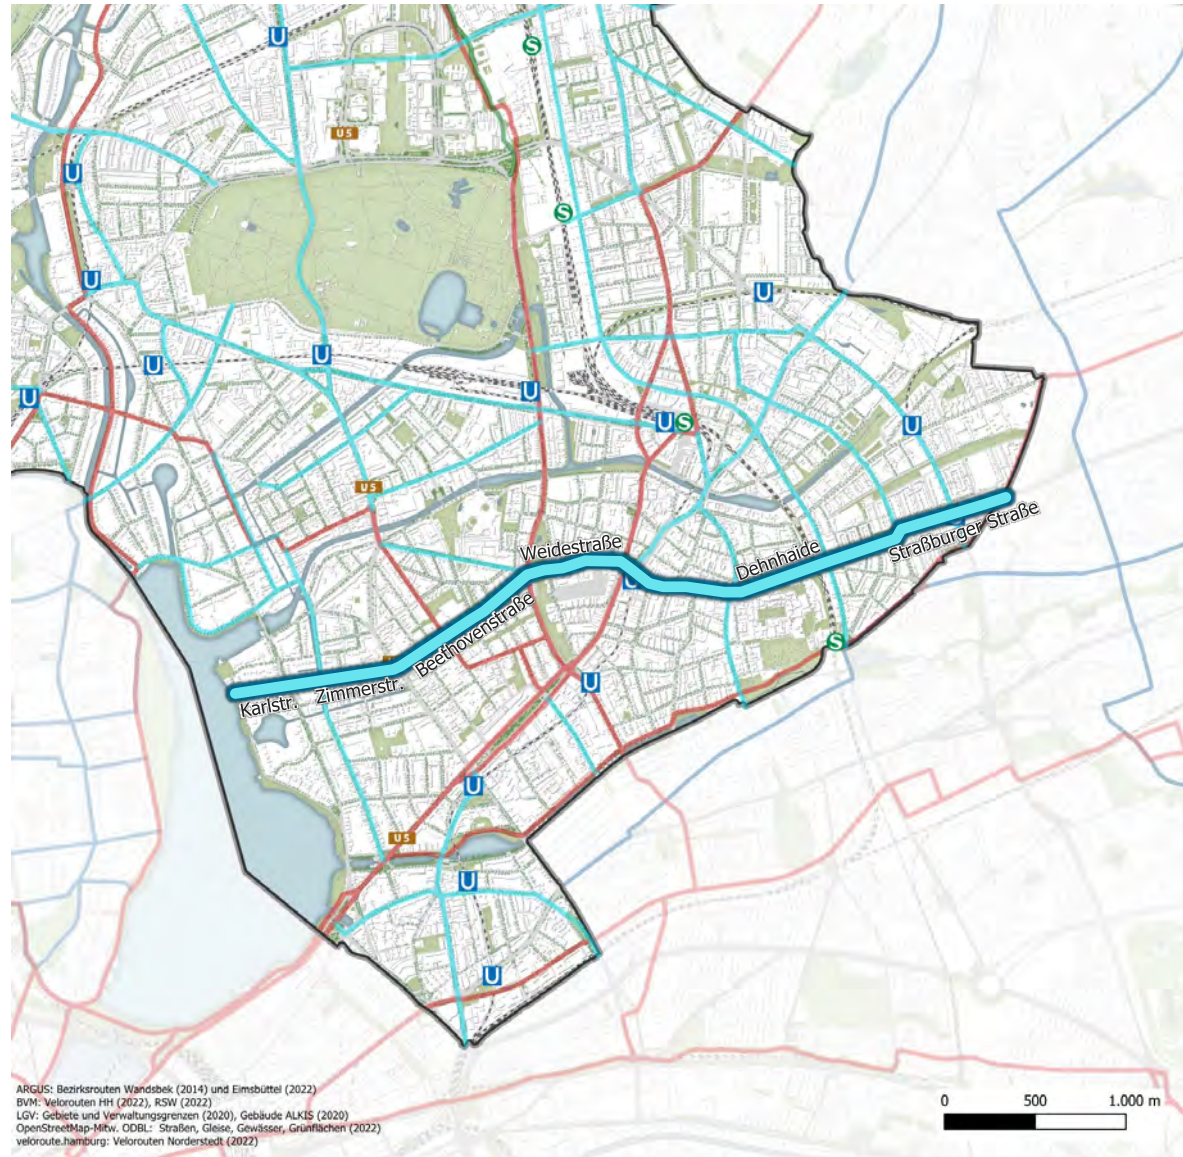 U
S
U5
U
S
U
U
U
U
U
U
U
S
U
U5
Weidestraße
Dehnhaide
Straßburger Straße
Beethovenstraße
Karlstr.
Zimmerstr.
S
U
U
U5
U
U
ARGUS: Bezirksrouten Wandsbek (2014) und Eimsbüttel (2022)
BVM: Velorouten HH (2022), RSW (2022)
LGV: Gebiete und Verwaltungsgrenzen (2020), Gebäude ALKIS (2020)
OpenStreetMap-Mitw. ODBL: Straßen, Gleise, Gewässer, Grünflächen (2022)
veloroute.hamburg: Velorouten Norderstedt (2022)
0 500 1.000 m